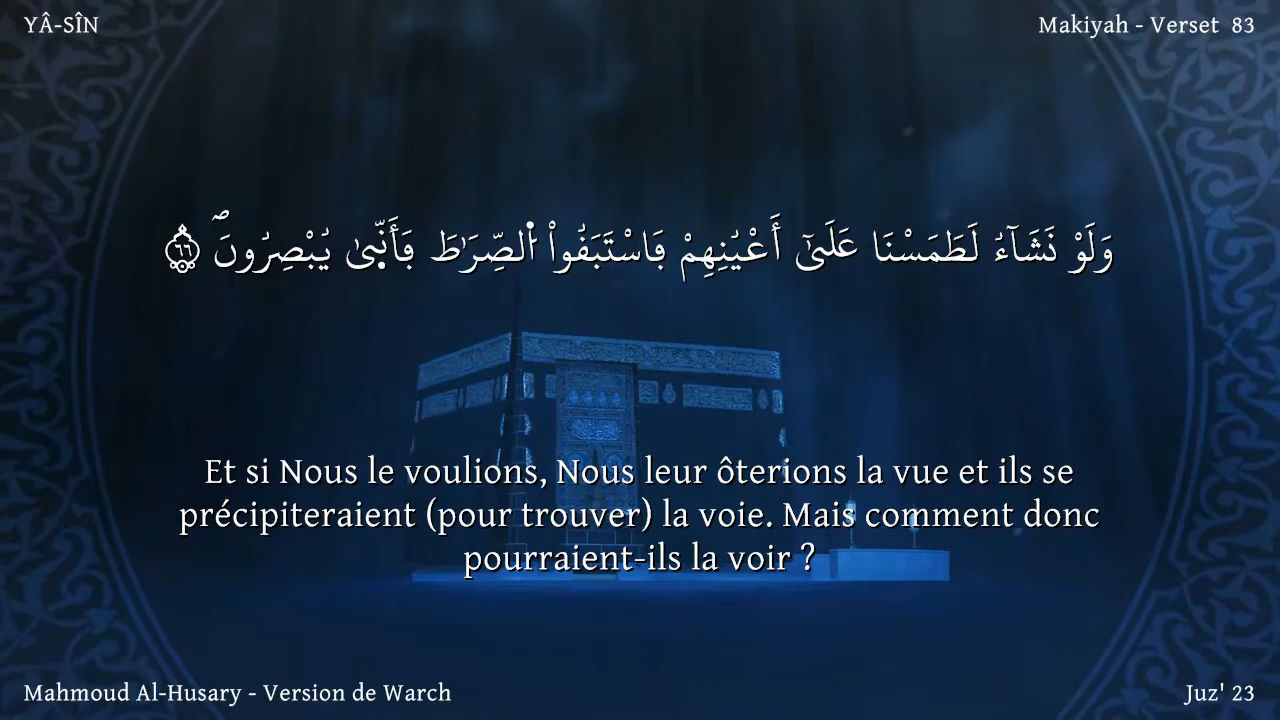 YÂ-SÎN
Makiyah - Verset 83
وَلَوْ نَشَآءُ لَطَمَسْنَا عَلَىٰٓ أَعْيُنِهِمْ فَاسْتَبَقُوا۟ اُ۬لصِّرَٰطَ فَأَنّ۪ىٰ يُبْصِرُونَۖ ٦٦
Et si Nous le voulions, Nous leur ôterions la vue et ils se
précipiteraient (pour trouver) la voie. Mais comment donc
pourraient-ils la voir ?
Mahmoud Al-Husary - Version de Warch
Juz' 23